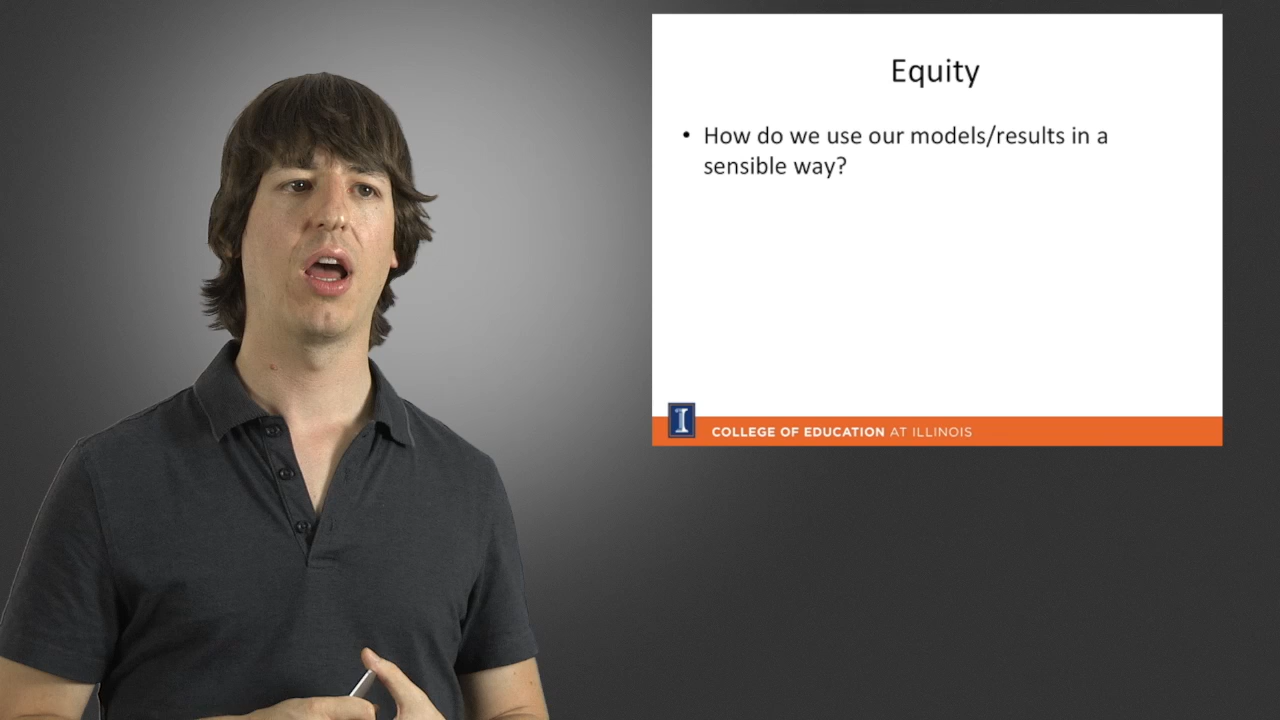 Equity
• How do we use our models/results in a
sensible way?
I
COLLEGE OF EDUCATION AT ILLINOIS